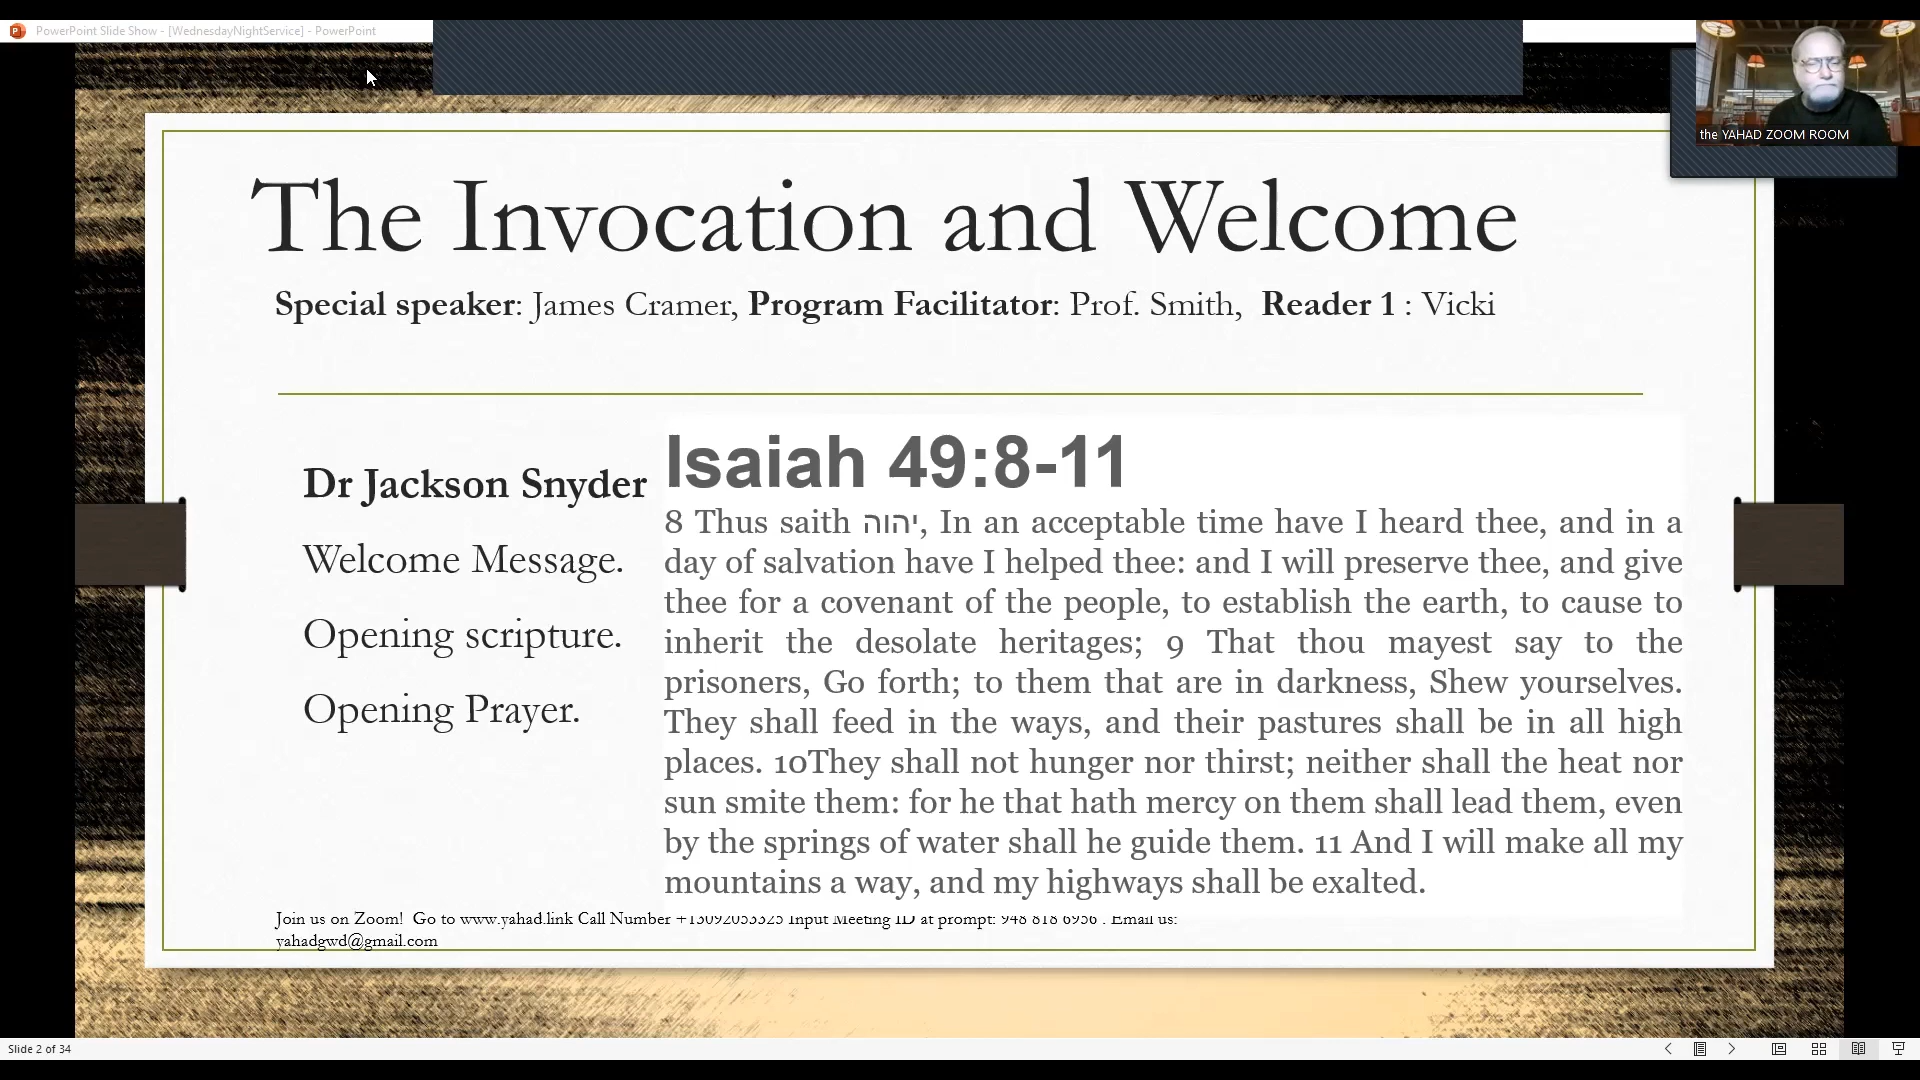 PowerPoint Slide Show - [WednesdayNightService] - PowerPoint
the YAHAD ZOOM ROOM
The Invocation and Welcome
Special speaker: James Cramer, Program Facilitator: Prof. Smith, Reader 1 : Vicki
Dr Jackson Snyder
Welcome Message.
Opening scripture.
Opening Prayer.
Isaiah 49:8-11
8 Thus saith יהוה, In an acceptable time have I heard thee, and in a
day of salvation have I helped thee: and I will preserve thee, and give
thee for a covenant of the people, to establish the earth, to cause to
inherit the desolate heritages; 9 That thou mayest say to the
prisoners, Go forth; to them that are in darkness, Shew yourselves.
They shall feed in the ways, and their pastures shall be in all high
places. 10They shall not hunger nor thirst; neither shall the heat nor
sun smite them: for he that hath mercy on them shall lead them, even
by the springs of water shall he guide them. 11 And I will make all my
mountains a way, and my highways shall be exalted.
Join us on Zoom! Go to www.yahad.link Call Number +13092053325 Input Meeting ID at prompt: 948 818 6956 . Email us:
yahadgwd@gmail.com
Slide 2 of 34